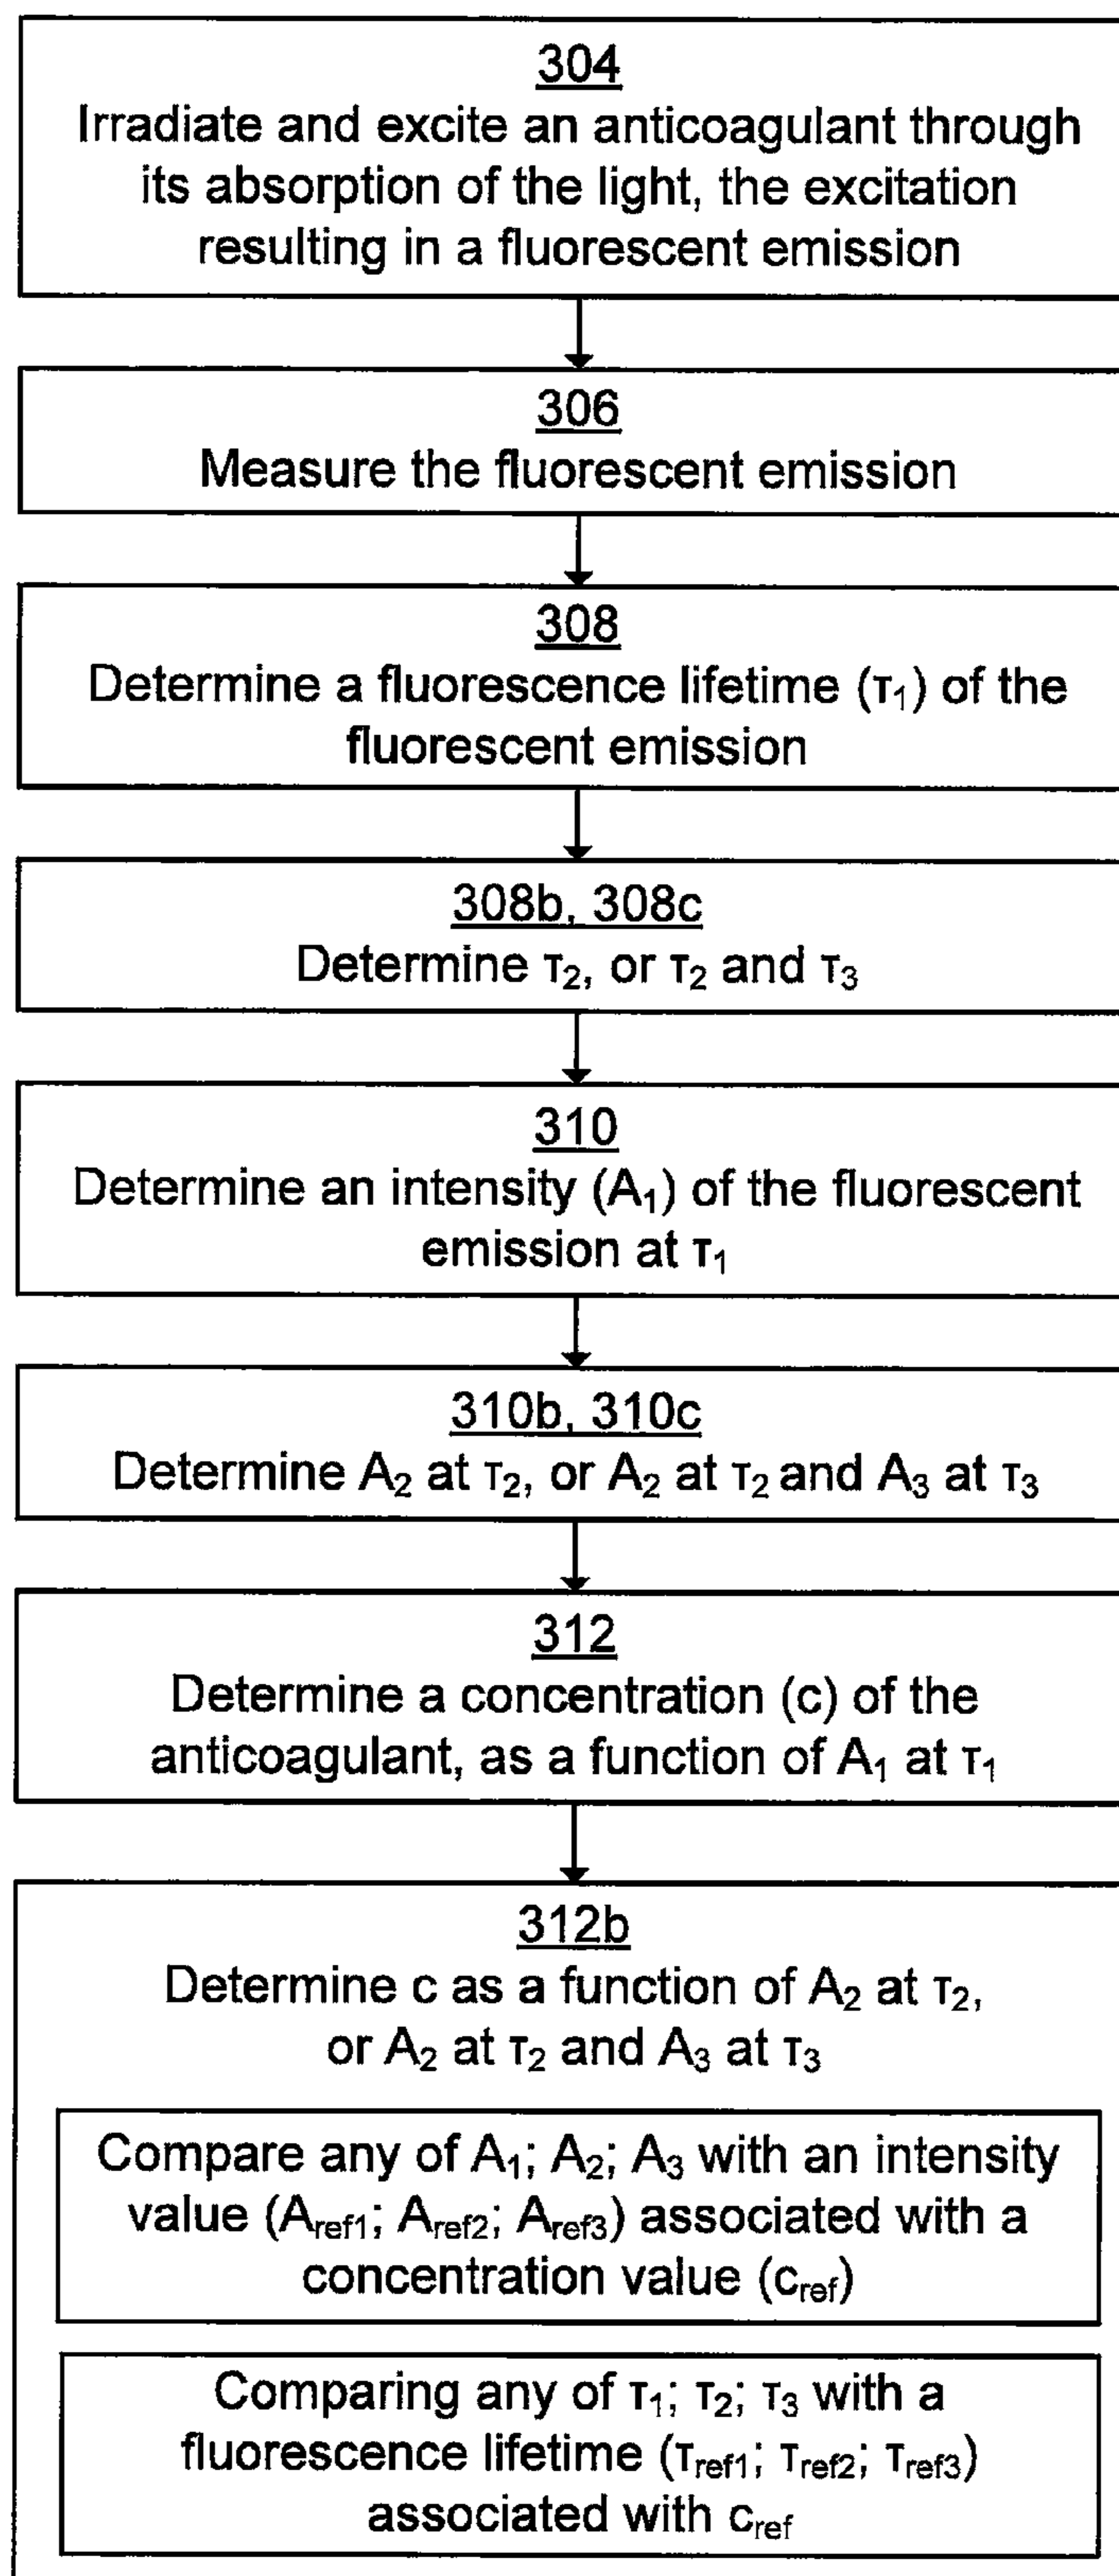 304
Irradiate and excite an anticoagulant through
its absorption of the light, the excitation
resulting in a fluorescent emission
306
Measure the fluorescent emission
308
Determine a fluorescence lifetime (τ₁) of the
fluorescent emission
308b, 308c
Determine τ₂, or τ₂ and τ₃
310
Determine an intensity (A₁) of the fluorescent
emission at τ₁
310b, 310c
Determine A₂ at τ₂, or A₂ at τ₂ and A₃ at τ₃
312
Determine a concentration (c) of the
anticoagulant, as a function of A₁ at τ₁
312b
Determine c as a function of A₂ at τ₂,
or A₂ at τ₂ and A₃ at τ₃
Compare any of A₁; A₂; A₃ with an intensity
value (Aref1; Aref2; Aref3) associated with a
concentration value (cref)
Comparing any of τ₁; τ₂; τ₃ with a
fluorescence lifetime (τref1; τref2; τref3)
associated with cref